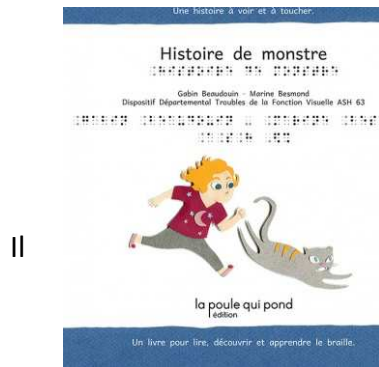 Une histoire à voir et à toucher.
Histoire de monstre
Gabin Beaudouin - Marine Besmond
Dispositif Départemental Troubles de la Fonction Visuelle ASH 63
Il
la poule qui pond
édition
Un livre pour lire, découvrir et apprendre le braille.